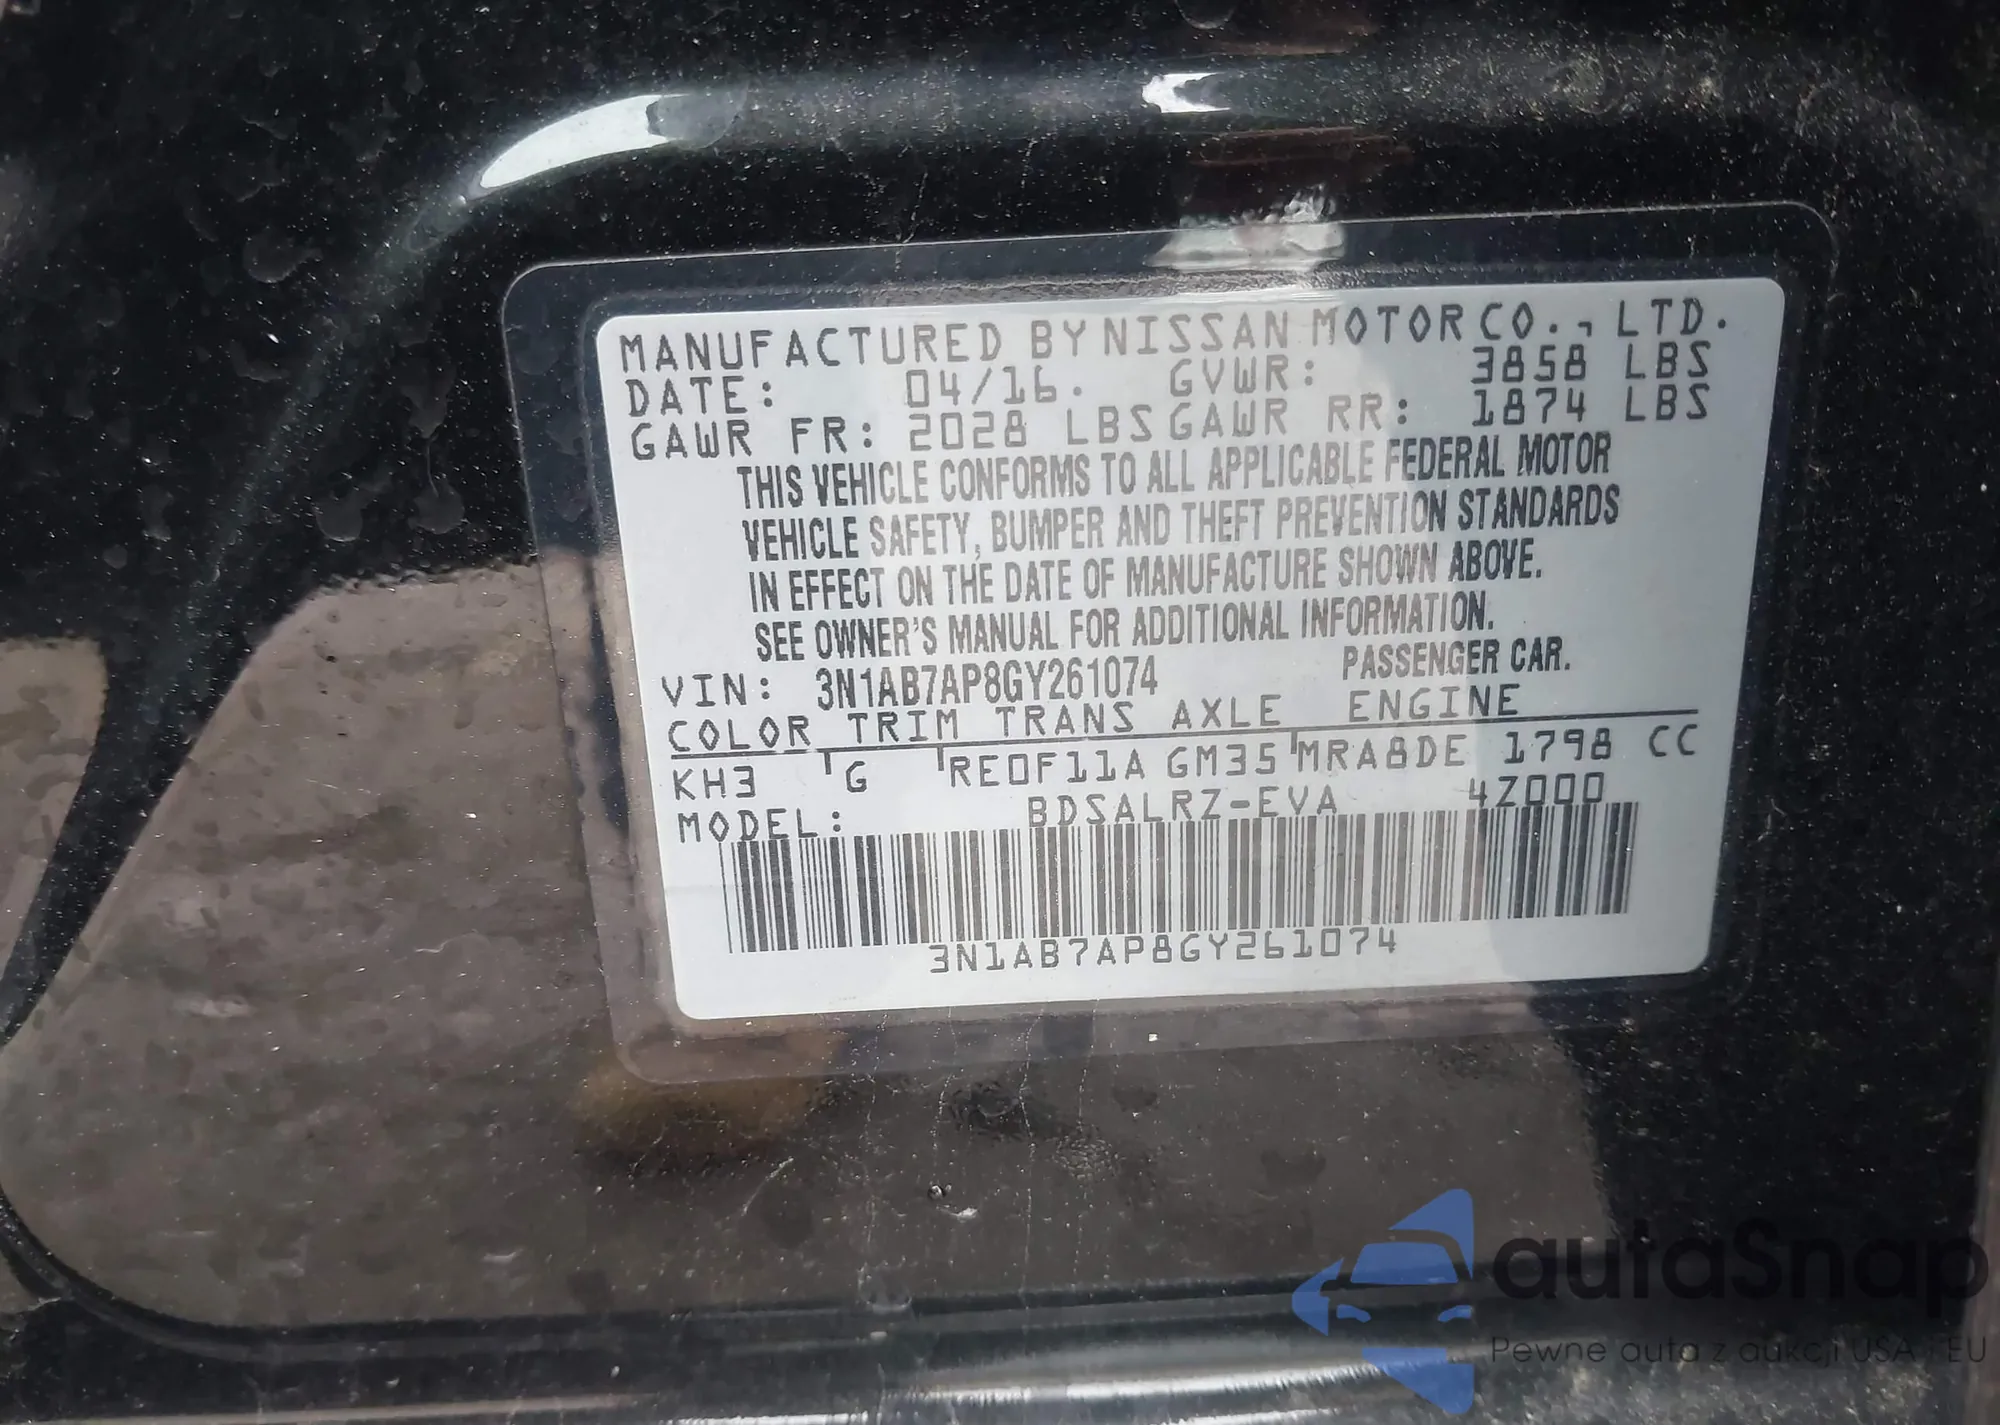 MANUFACTURED BY NISSAN MOTOR CO., LTD.
DATE: 04/16. GVWR: 3858 LBS
GAWR FR: 2028 LBS GAWR RR: 1874 LBS
THIS VEHICLE CONFORMS TO ALL APPLICABLE FEDERAL MOTOR
VEHICLE SAFETY, BUMPER AND THEFT PREVENTION STANDARDS
IN EFFECT ON THE DATE OF MANUFACTURE SHOWN ABOVE.
SEE OWNER'S MANUAL FOR ADDITIONAL INFORMATION.
VIN: 3N1AB7AP8GY261074 PASSENGER CAR.
COLOR TRIM TRANS AXLE ENGINE
KH3 G RE0F11A GM35 MRA8DE 1798 CC
MODEL: BDSALRZ-EVA 4Z000
3N1AB7AP8GY261074
autaSnap
Pewne auta z aukcji USA i EU